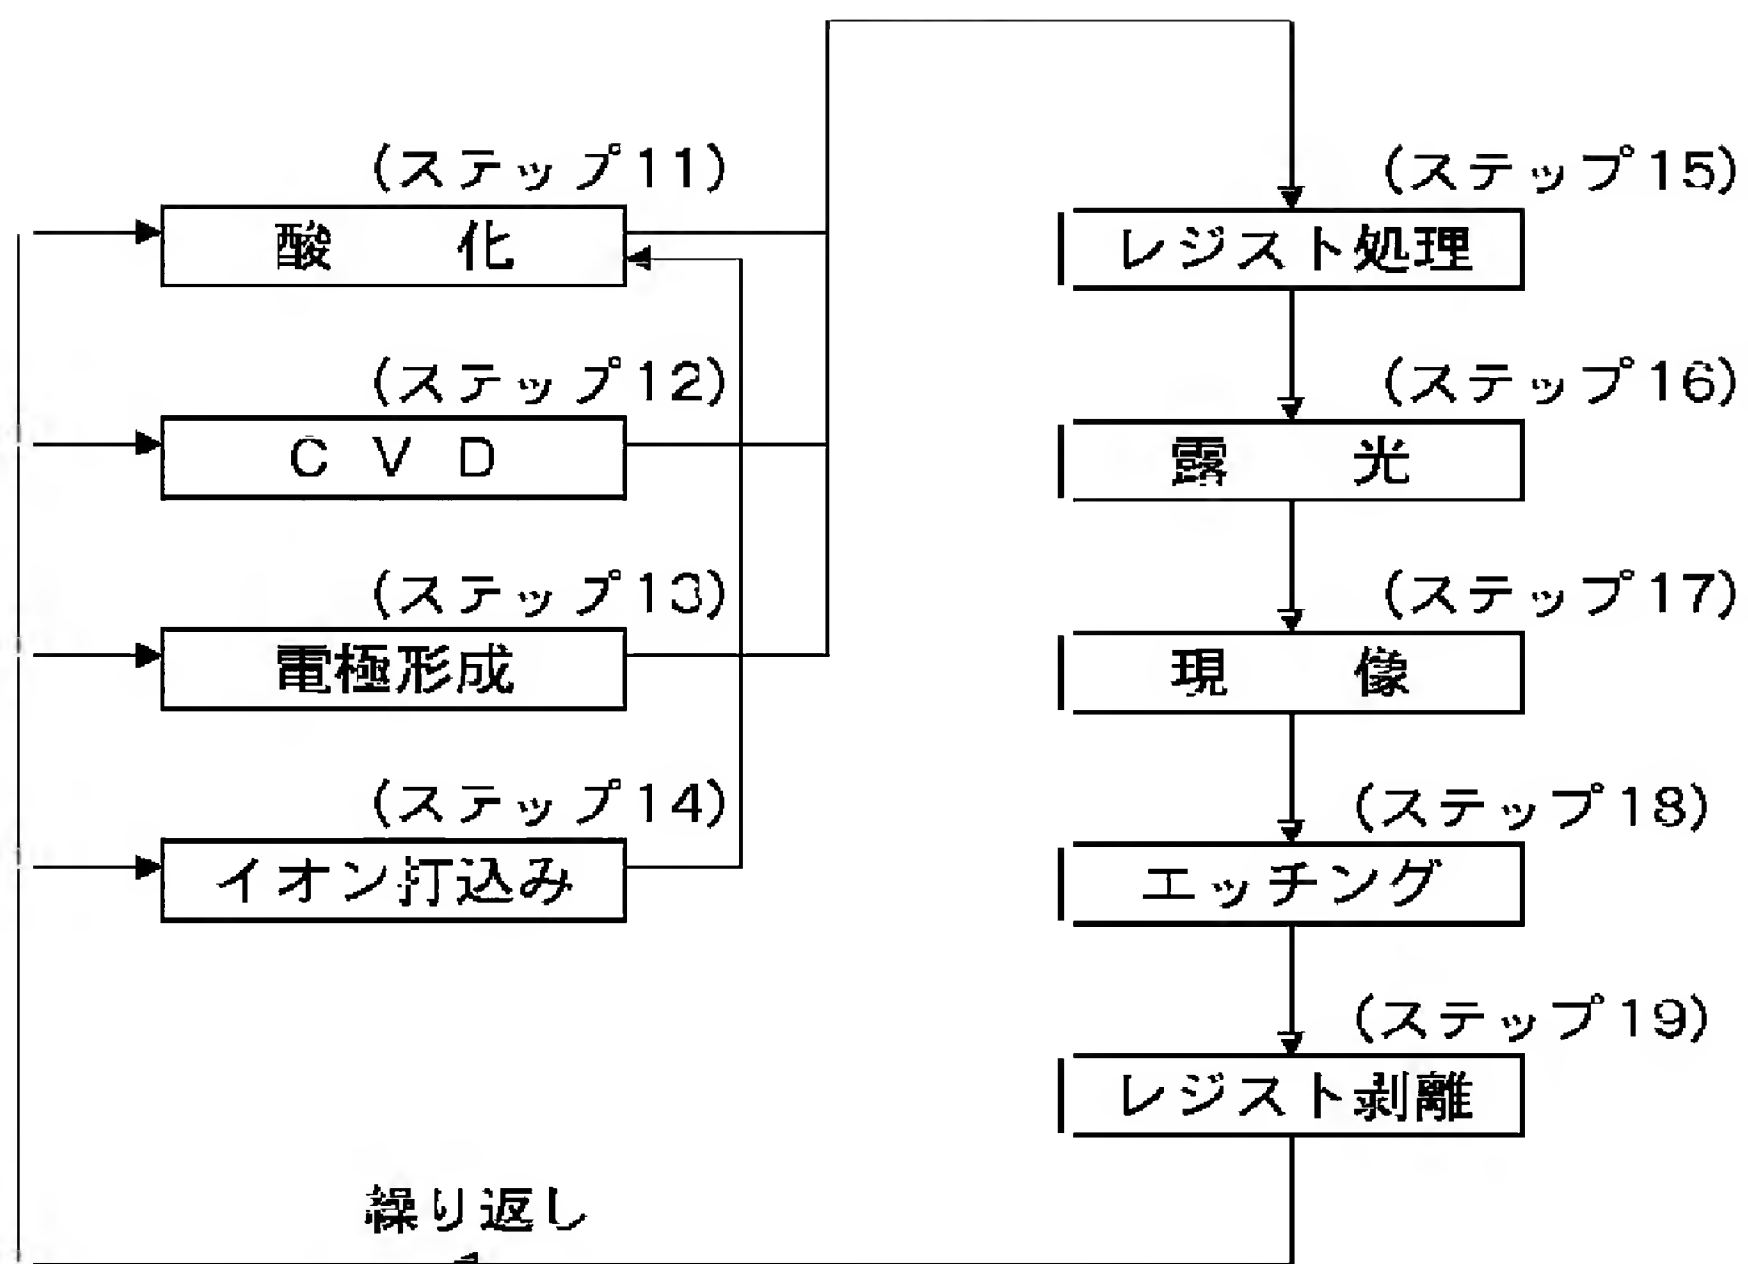 (ステップ11)
酸 化
(ステップ12)
C V D
(ステップ13)
電極形成
(ステップ14)
イオン打込み
(ステップ15)
レジスト処理
(ステップ16)
露 光
(ステップ17)
現 像
(ステップ18)
エッチング
(ステップ19)
レジスト剥離
繰り返し